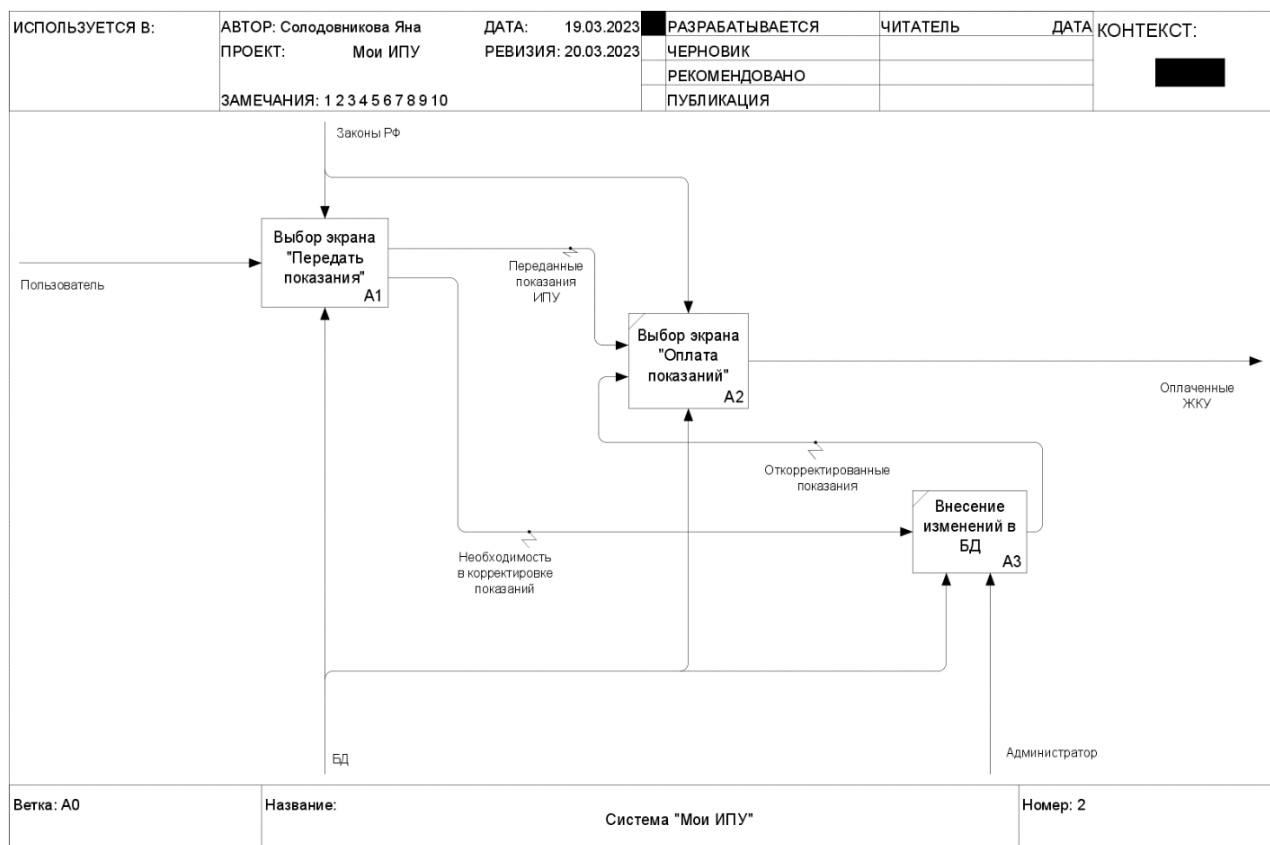 ИСПОЛЬЗУЕТСЯ В:
АВТОР: Солодовникова Яна
ДАТА: 19.03.2023
РАЗРАБАТЫВАЕТСЯ
ЧИТАТЕЛЬ
ДАТА
КОНТЕКСТ:
ПРОЕКТ: Мои ИПУ
РЕВИЗИЯ: 20.03.2023
ЧЕРНОВИК
РЕКОМЕНДОВАНО
ЗАМЕЧАНИЯ: 1 2 3 4 5 6 7 8 9 10
ПУБЛИКАЦИЯ
Законы РФ
Выбор экрана
"Передать
показания"
A1
Пользователь
Переданные
показания
ИПУ
Выбор экрана
"Оплата
показаний"
A2
Оплаченные
ЖКУ
Откорректированные
показания
Внесение
изменений в
БД
A3
Необходимость
в корректировке
показаний
БД
Администратор
Ветка: A0
Название:
Система "Мои ИПУ"
Номер: 2